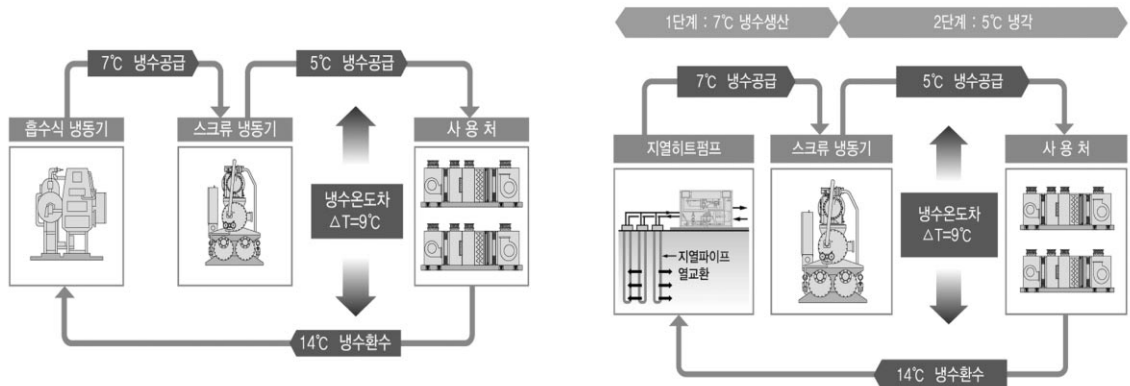 7℃ 냉수공급
5℃ 냉수공급
흡수식 냉동기
스크류 냉동기
사 용 처
냉수온도차
△T=9℃
14℃ 냉수환수
1단계 : 7℃ 냉수생산
2단계 : 5℃ 냉각
7℃ 냉수공급
5℃ 냉수공급
지열히트펌프
스크류 냉동기
사 용 처
지열파이프
열교환
냉수온도차
△T=9℃
14℃ 냉수환수